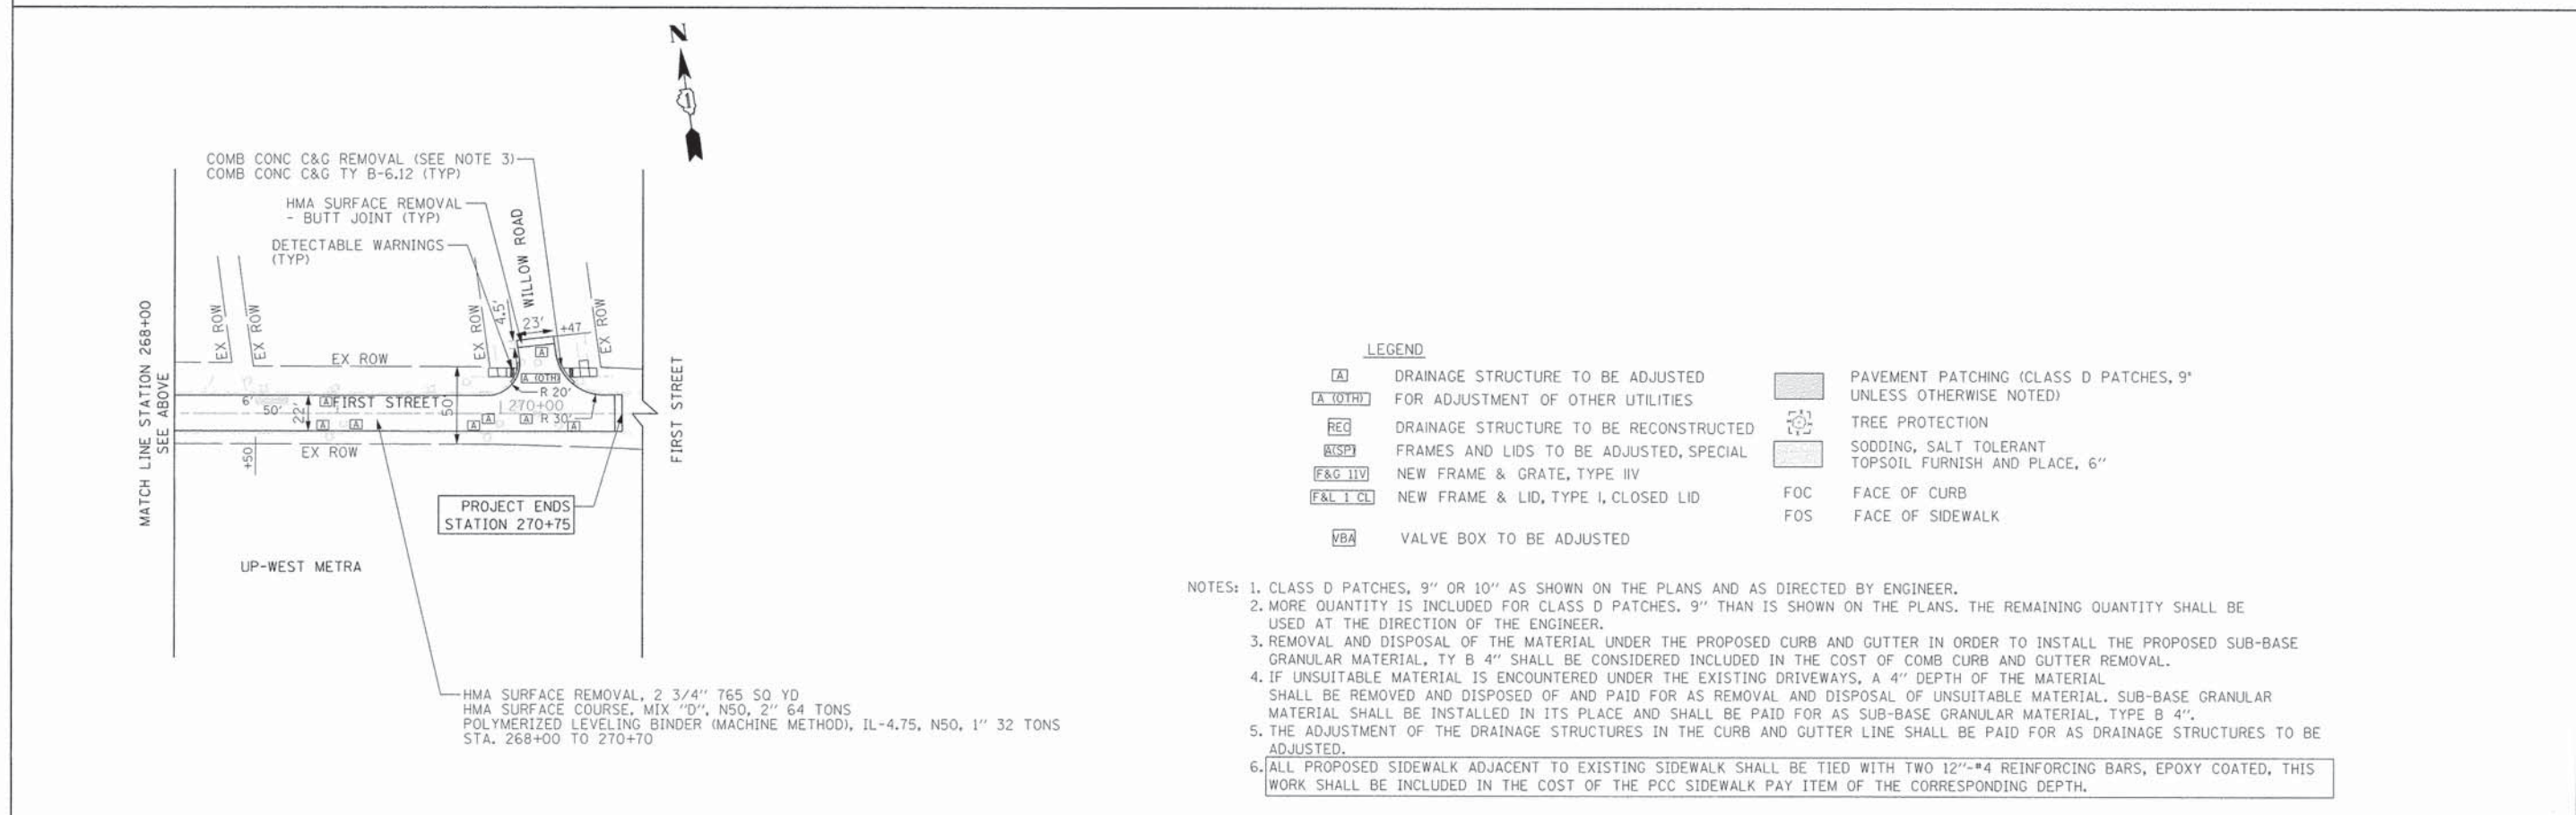 N
1
COMB CONC C&G REMOVAL (SEE NOTE 3)
COMB CONC C&G TY B-6.12 (TYP)
HMA SURFACE REMOVAL
- BUTT JOINT (TYP)
DETECTABLE WARNINGS
(TYP)
WILLOW ROAD
MATCH LINE STATION 268+00
SEE ABOVE
EX ROW
EX ROW
EX ROW
EX ROW
4.5'
23'
+47
EX ROW
A
A (OTH)
R 20'
6'
50'
22'
A
FIRST STREET
50'
270+00
A
A
A
A
A
R 30'
A
EX ROW
+50
FIRST STREET
PROJECT ENDS
STATION 270+75
UP-WEST METRA
HMA SURFACE REMOVAL, 2 3/4" 765 SQ YD
HMA SURFACE COURSE, MIX "D", N50, 2" 64 TONS
POLYMERIZED LEVELING BINDER (MACHINE METHOD), IL-4.75, N50, 1" 32 TONS
STA. 268+00 TO 270+70
LEGEND
A DRAINAGE STRUCTURE TO BE ADJUSTED
A (OTH) FOR ADJUSTMENT OF OTHER UTILITIES
REC DRAINAGE STRUCTURE TO BE RECONSTRUCTED
A(SP) FRAMES AND LIDS TO BE ADJUSTED, SPECIAL
F&G 11V NEW FRAME & GRATE, TYPE 11V
F&L 1 CL NEW FRAME & LID, TYPE I, CLOSED LID
VBA VALVE BOX TO BE ADJUSTED
PAVEMENT PATCHING (CLASS D PATCHES, 9"
UNLESS OTHERWISE NOTED)
TREE PROTECTION
SODDING, SALT TOLERANT
TOPSOIL FURNISH AND PLACE, 6"
FOC FACE OF CURB
FOS FACE OF SIDEWALK
NOTES: 1. CLASS D PATCHES, 9" OR 10" AS SHOWN ON THE PLANS AND AS DIRECTED BY ENGINEER.
2. MORE QUANTITY IS INCLUDED FOR CLASS D PATCHES, 9" THAN IS SHOWN ON THE PLANS. THE REMAINING QUANTITY SHALL BE
USED AT THE DIRECTION OF THE ENGINEER.
3. REMOVAL AND DISPOSAL OF THE MATERIAL UNDER THE PROPOSED CURB AND GUTTER IN ORDER TO INSTALL THE PROPOSED SUB-BASE
GRANULAR MATERIAL, TY B 4" SHALL BE CONSIDERED INCLUDED IN THE COST OF COMB CURB AND GUTTER REMOVAL.
4. IF UNSUITABLE MATERIAL IS ENCOUNTERED UNDER THE EXISTING DRIVEWAYS, A 4" DEPTH OF THE MATERIAL
SHALL BE REMOVED AND DISPOSED OF AND PAID FOR AS REMOVAL AND DISPOSAL OF UNSUITABLE MATERIAL. SUB-BASE GRANULAR
MATERIAL SHALL BE INSTALLED IN ITS PLACE AND SHALL BE PAID FOR AS SUB-BASE GRANULAR MATERIAL, TYPE B 4".
5. THE ADJUSTMENT OF THE DRAINAGE STRUCTURES IN THE CURB AND GUTTER LINE SHALL BE PAID FOR AS DRAINAGE STRUCTURES TO BE
ADJUSTED.
6. ALL PROPOSED SIDEWALK ADJACENT TO EXISTING SIDEWALK SHALL BE TIED WITH TWO 12"-#4 REINFORCING BARS, EPOXY COATED, THIS
WORK SHALL BE INCLUDED IN THE COST OF THE PCC SIDEWALK PAY ITEM OF THE CORRESPONDING DEPTH.